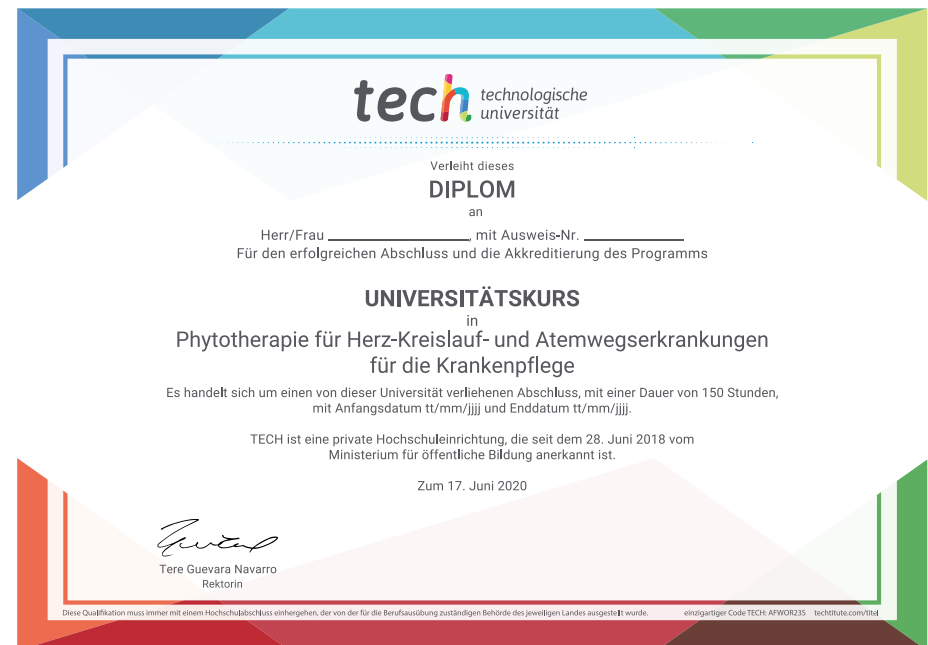 tech technologische
universität
Verleiht dieses
DIPLOM
an
Herr/Frau ____________________, mit Ausweis-Nr. ______________
Für den erfolgreichen Abschluss und die Akkreditierung des Programms
UNIVERSITÄTSKURS
in
Phytotherapie für Herz-Kreislauf- und Atemwegserkrankungen
für die Krankenpflege
Es handelt sich um einen von dieser Universität verliehenen Abschluss, mit einer Dauer von 150 Stunden,
mit Anfangsdatum tt/mm/jjjj und Enddatum tt/mm/jjjj.
TECH ist eine private Hochschuleinrichtung, die seit dem 28. Juni 2018 vom
Ministerium für öffentliche Bildung anerkannt ist.
Zum 17. Juni 2020
Tere Guevara Navarro
Rektorin
Diese Qualifikation muss immer mit einem Hochschulabschluss einhergehen, der von der für die Berufsausübung zuständigen Behörde des jeweiligen Landes ausgestellt wurde. einzigartiger Code TECH: AFWOR23S techtitute.com/titel